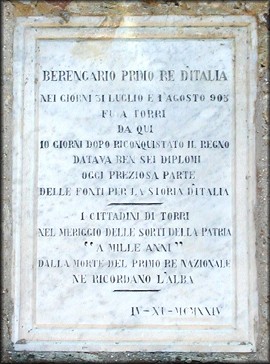 BERENGARIO PRIMO RE D'ITALIA
NEI GIORNI 31 LUGLIO E 1° AGOSTO 905
FU A TORRI
DA QUI
10 GIORNI DOPO RICONQUISTATO IL REGNO
DATAVA BEN SEI DIPLOMI
OGGI PREZIOSA PARTE
DELLE FONTI PER LA STORIA D'ITALIA
I CITTADINI DI TORRI
NEL MERIGGIO DELLE SORTI DELLA PATRIA
"A MILLE ANNI"
DALLA MORTE DEL PRIMO RE NAZIONALE
NE RICORDANO L'ALBA
IV-XI-MCMXXIV